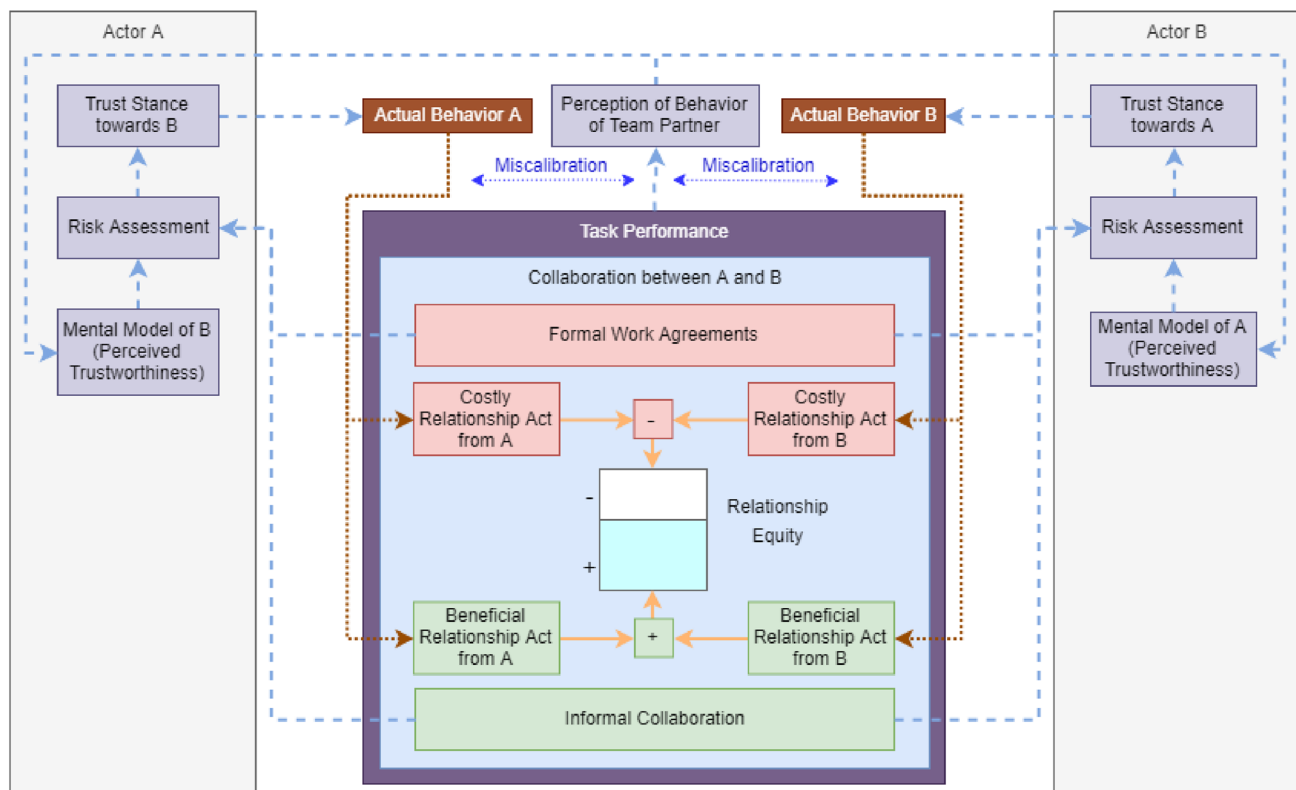 Actor A
Actor B
Trust Stance
towards B
Actual Behavior A
Perception of Behavior
of Team Partner
Actual Behavior B
Trust Stance
towards A
Miscalibration
Miscalibration
Risk Assessment
Task Performance
Risk Assessment
Collaboration between A and B
Mental Model of B
(Perceived
Trustworthiness)
Formal Work Agreements
Mental Model of A
(Perceived
Trustworthiness)
Costly
Relationship Act
from A
-
Costly
Relationship Act
from B
-
Relationship
Equity
+
Beneficial
Relationship Act
from A
+
Beneficial
Relationship Act
from B
Informal Collaboration